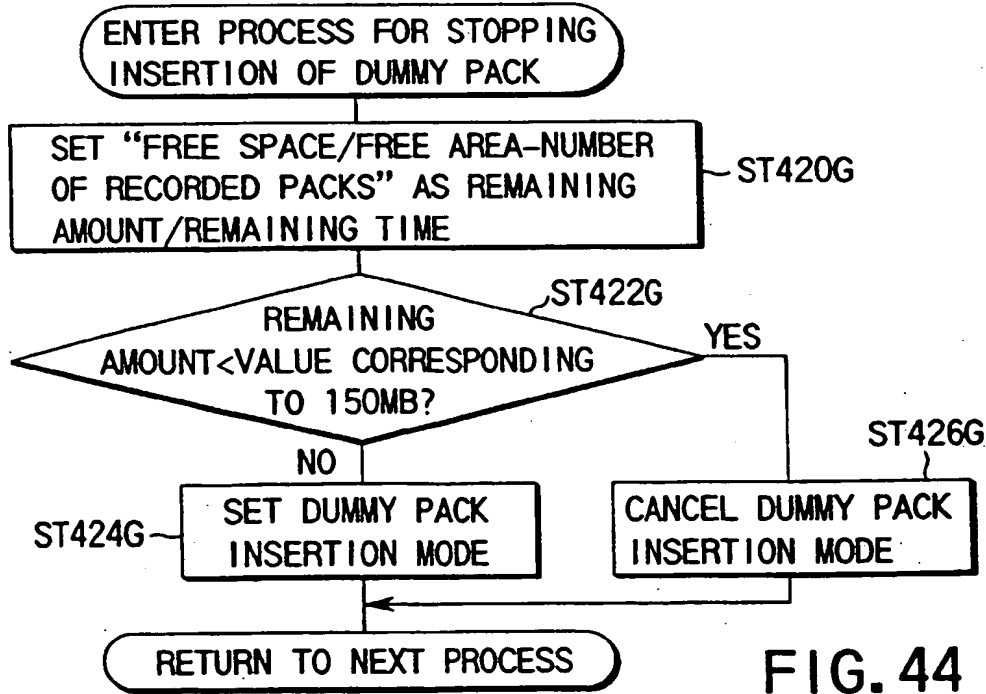 ENTER PROCESS FOR STOPPING
INSERTION OF DUMMY PACK
SET “FREE SPACE/FREE AREA-NUMBER
OF RECORDED PACKS” AS REMAINING
AMOUNT/REMAINING TIME
ST420G
ST422G
REMAINING
AMOUNT<VALUE CORRESPONDING
TO 150MB?
YES
NO
ST426G
ST424G
SET DUMMY PACK
INSERTION MODE
CANCEL DUMMY PACK
INSERTION MODE
RETURN TO NEXT PROCESS
FIG. 44